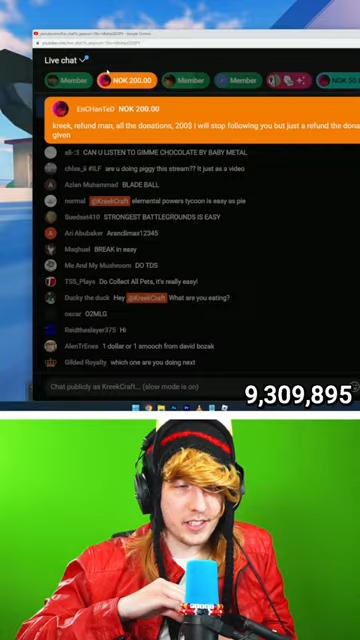 Live chat
Member
NOK 200.00
Member
Member
NOK 50.0
EnCHanTeD NOK 200.00
kreek, refund man, all the donations, 200$ I will stop following you but just a refund the dona
given
CAN U LISTEN TO GIMME CHOCOLATE BY BABY METAL
chloe_ii #ILF are u doing piggy this stream?? It just as a video
Azlan Muhammad BLADE BALL
normal @KreekCraft elemental powers tycoon is easy as pie
Suedaat410 STRONGEST BATTLEGROUNDS IS EASY
Ari Abubaker Aranclimax12345
Maqhuel BREAK in easy
Me And My Mushroom DO TDS
TS5_Plays Do Collect All Pets, it's really easy!
Ducky the duck Hey @KreekCraft What are you eating?
oscar O2MLG
Reidtheslayer375 Hi
AlenTrEnes 1 dollar or 1 smooch from david bozak
Gilded Royalty which one are you doing next
Chat publicly as KreekCraft... (slow mode is on)
9,309,895